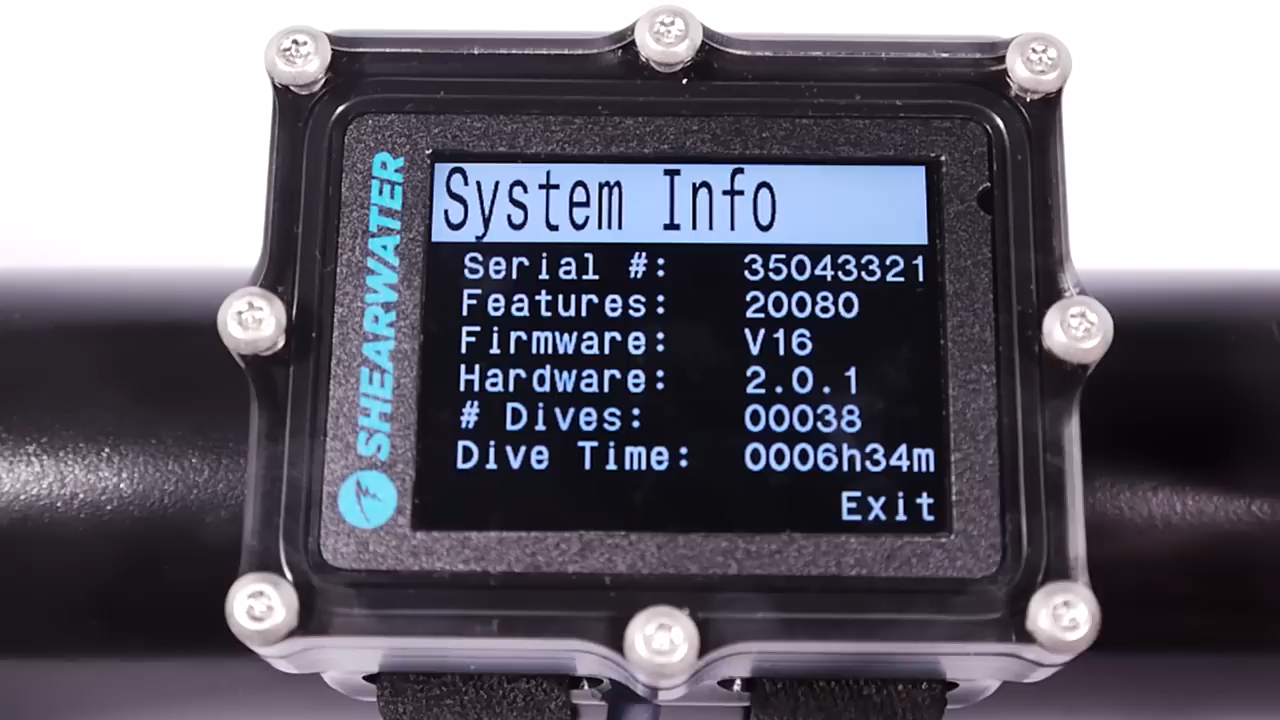 SHEARWATER
System Info
Serial #: 35043321
Features: 20080
Firmware: V16
Hardware: 2.0.1
# Dives: 00038
Dive Time: 0006h34m
Exit